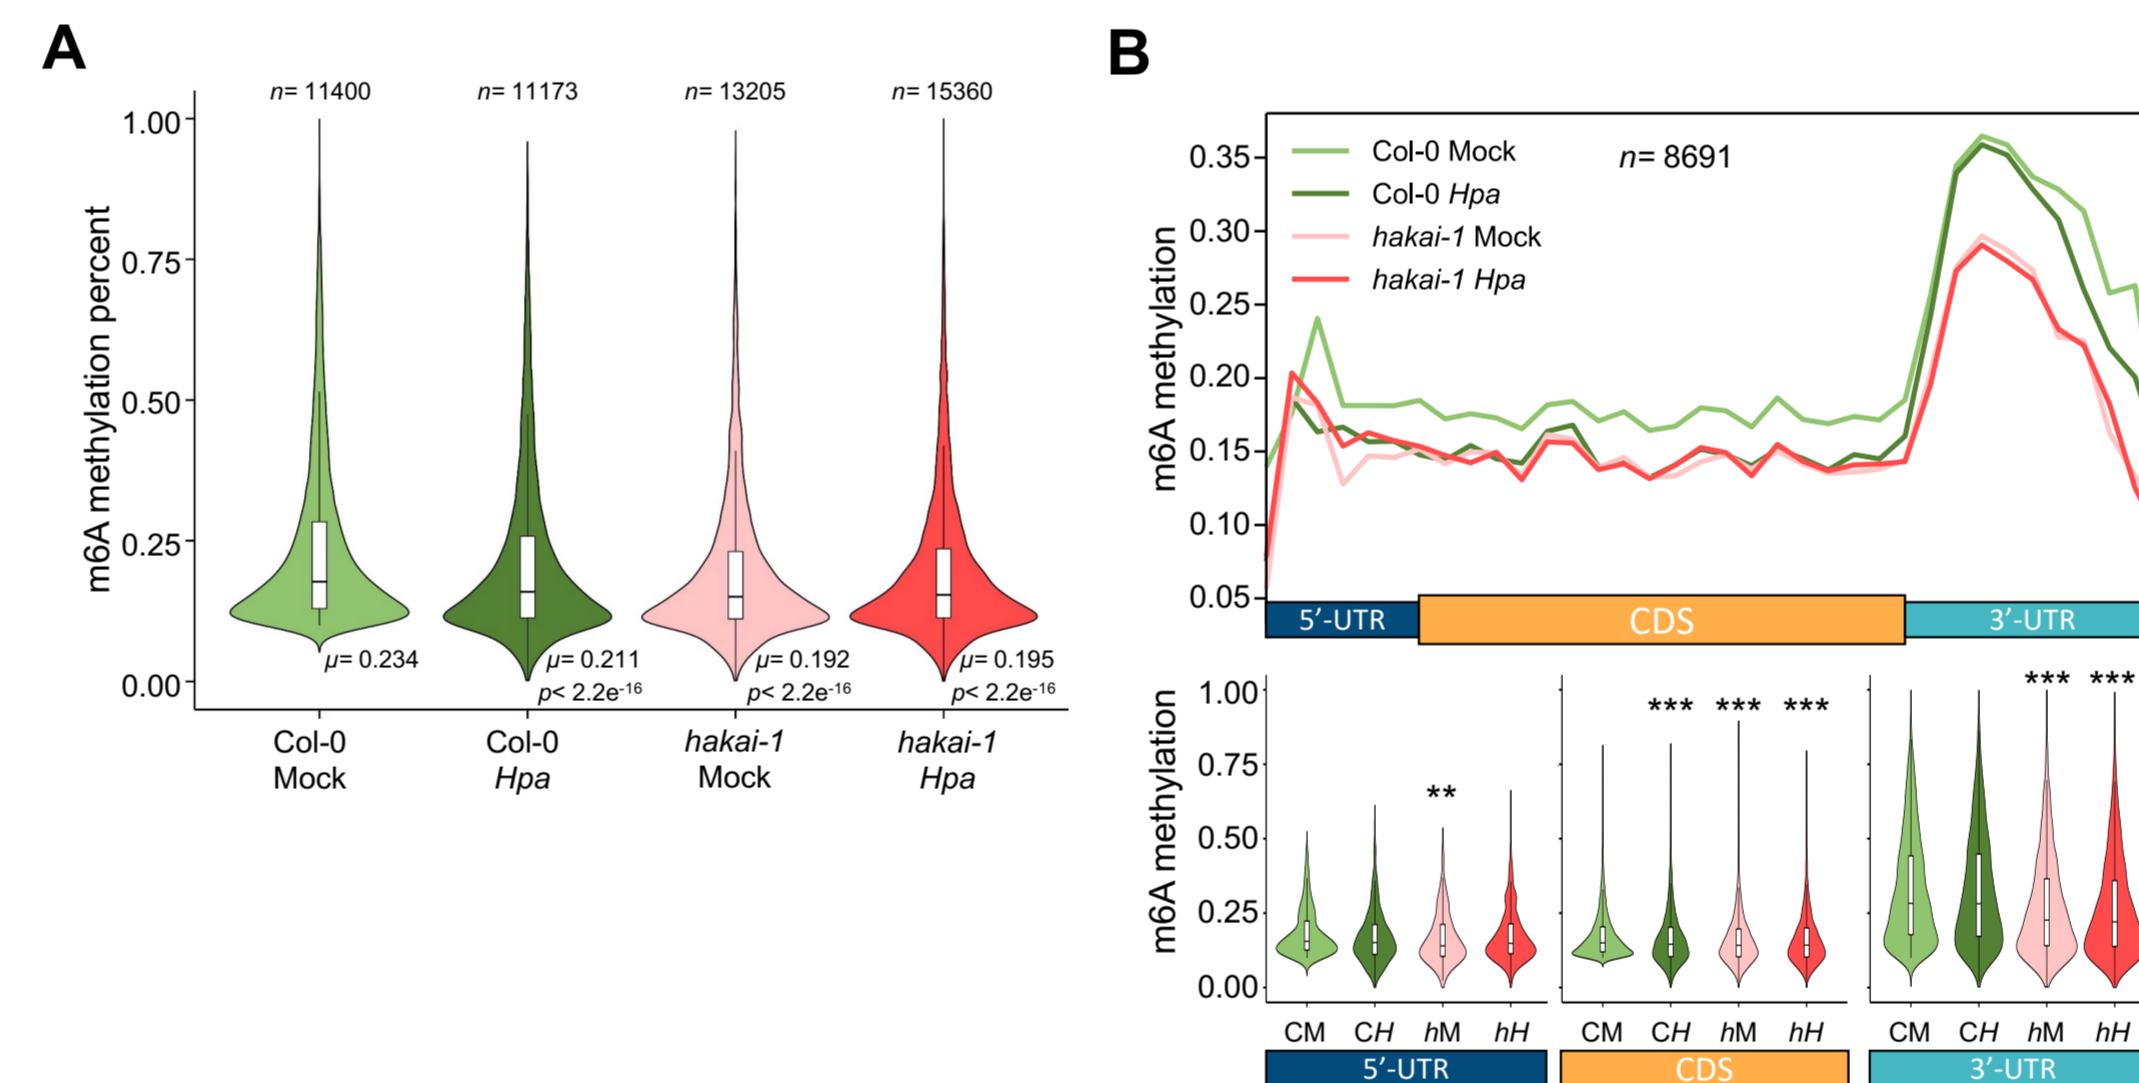 A
n= 11400
n= 11173
n= 13205
n= 15360
m6A methylation percent
1.00
0.75
0.50
0.25
0.00
μ= 0.234
μ= 0.211
p< 2.2e-16
μ= 0.192
p< 2.2e-16
μ= 0.195
p< 2.2e-16
Col-0
Mock
Col-0
Hpa
hakai-1
Mock
hakai-1
Hpa
B
m6A methylation
0.35
0.30
0.25
0.20
0.15
0.10
0.05
Col-0 Mock
Col-0 Hpa
hakai-1 Mock
hakai-1 Hpa
n= 8691
5’-UTR
CDS
3’-UTR
m6A methylation
1.00
0.75
0.50
0.25
0.00
**
*** *** ***
*** ***
CM CH hM hH
CM CH hM hH
CM CH hM hH
5’-UTR
CDS
3’-UTR